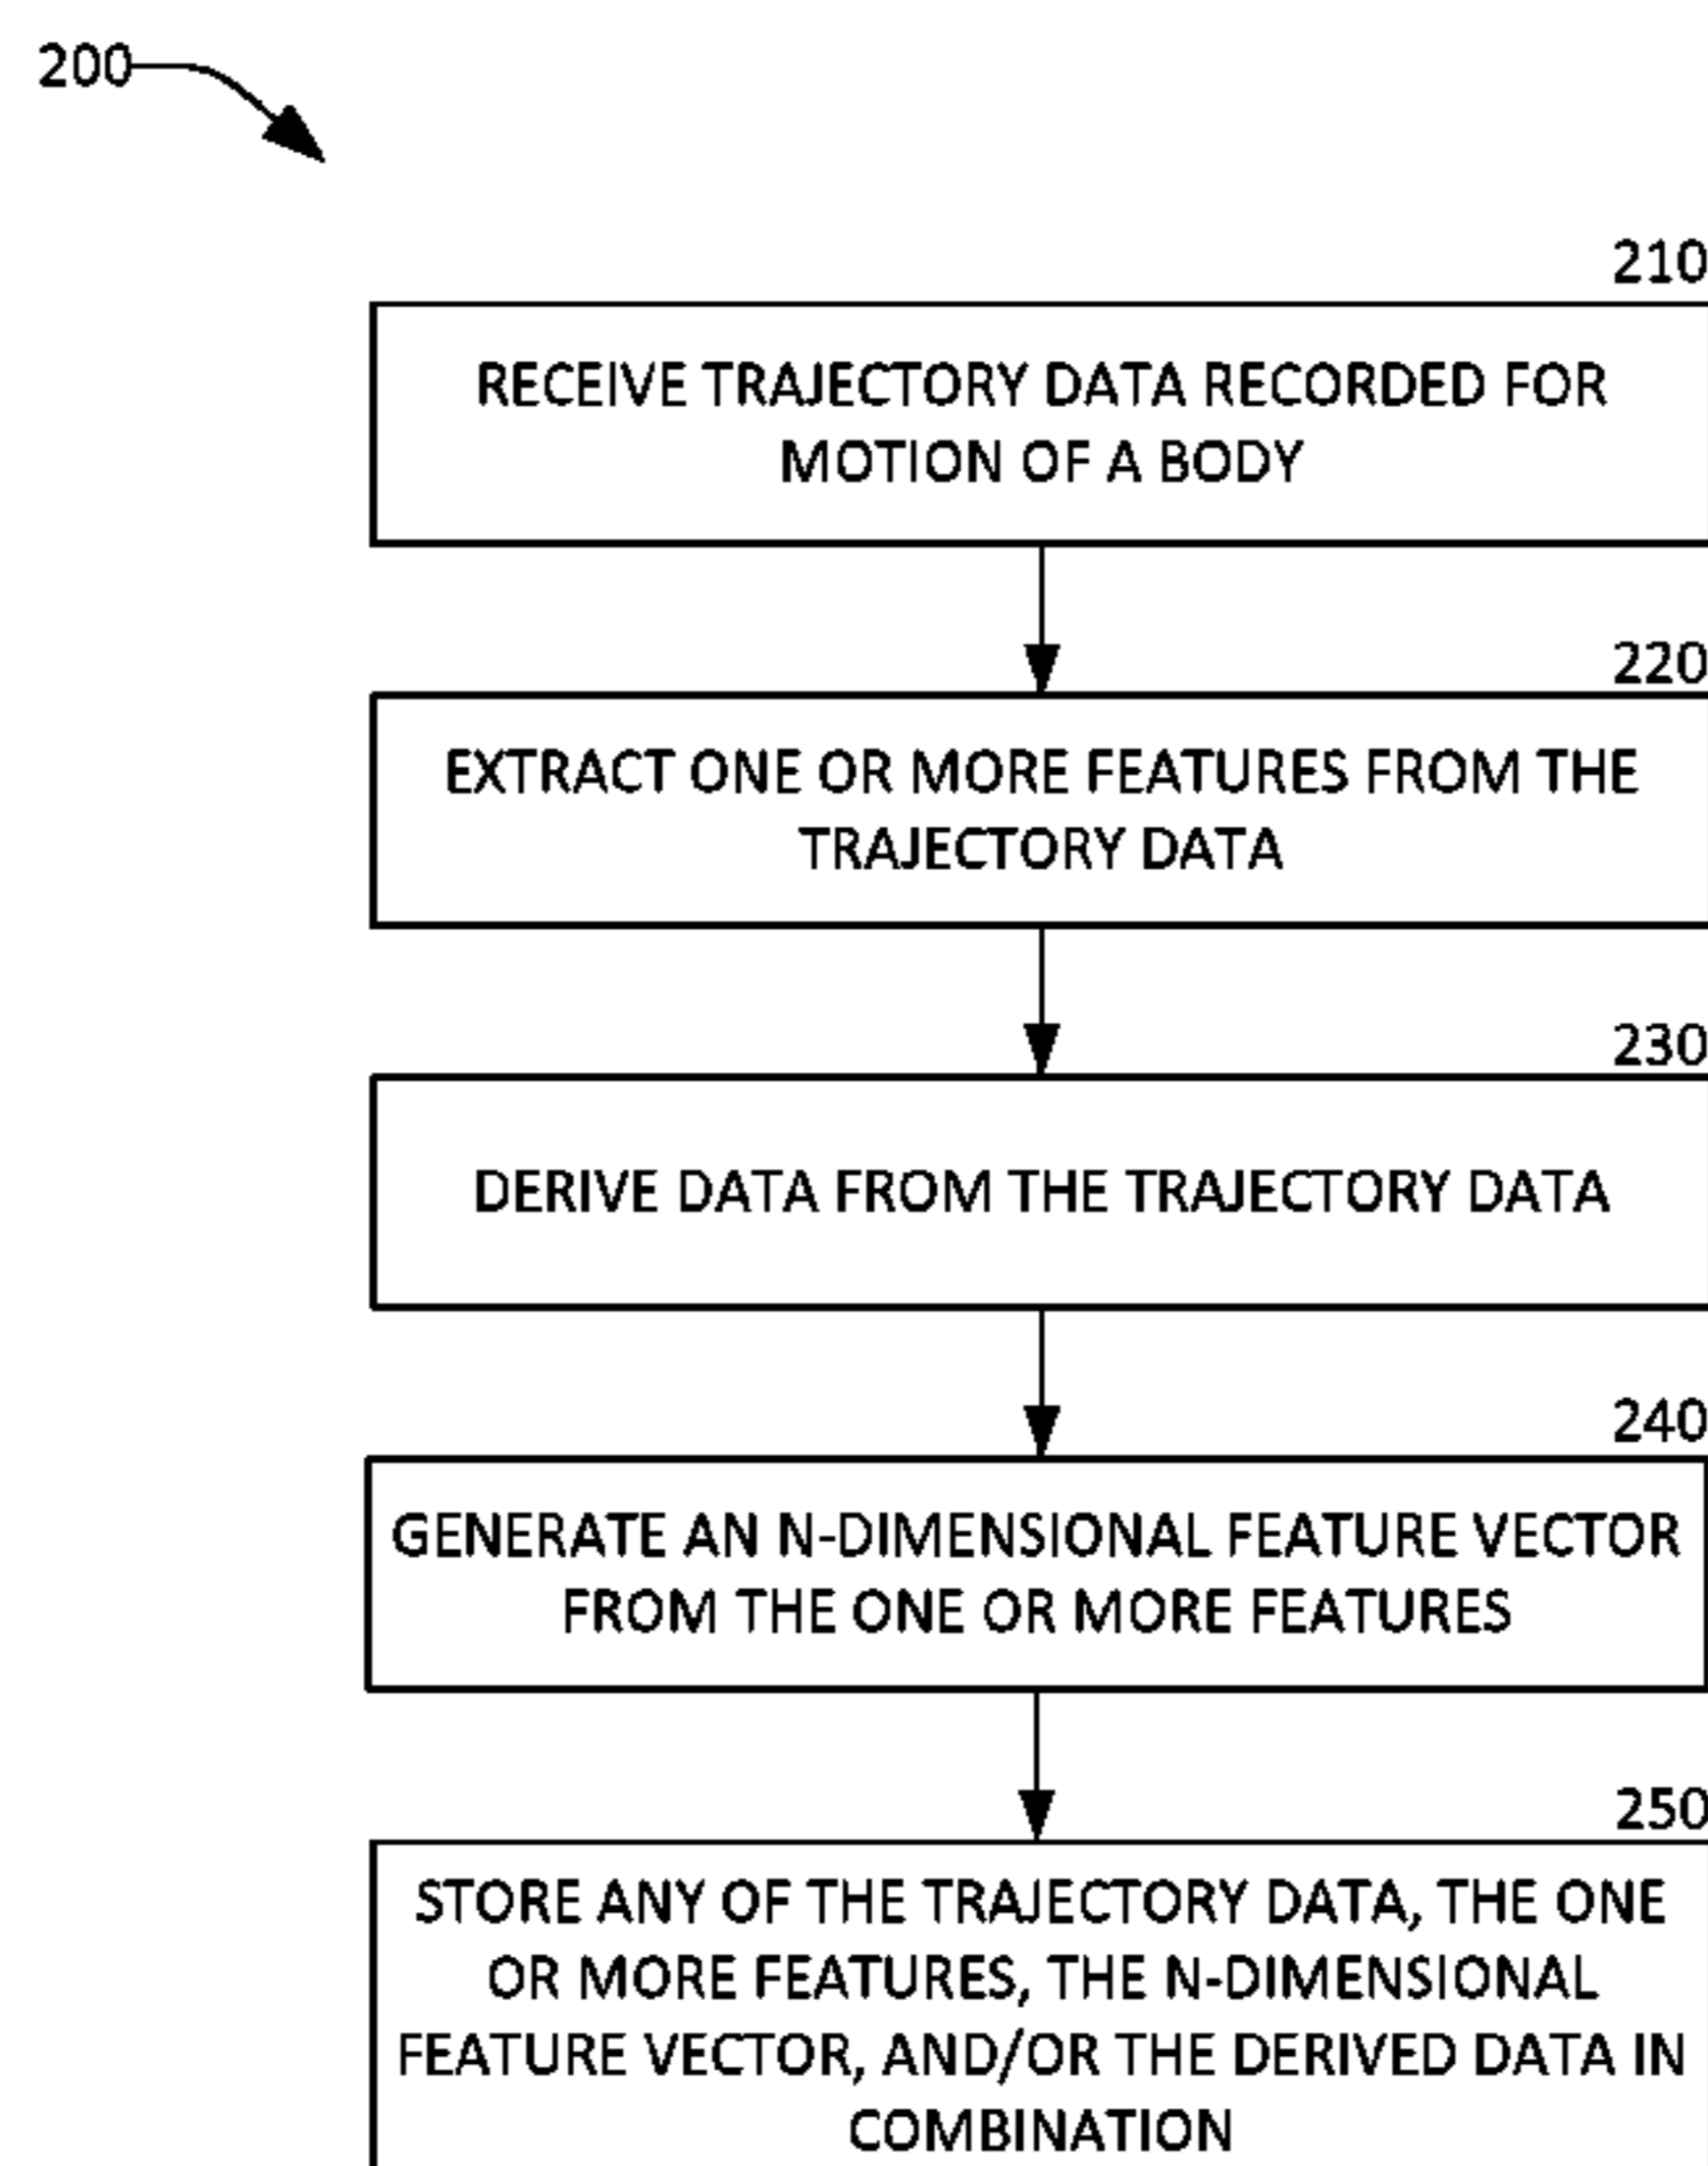 200
210
RECEIVE TRAJECTORY DATA RECORDED FOR
MOTION OF A BODY
220
EXTRACT ONE OR MORE FEATURES FROM THE
TRAJECTORY DATA
230
DERIVE DATA FROM THE TRAJECTORY DATA
240
GENERATE AN N-DIMENSIONAL FEATURE VECTOR
FROM THE ONE OR MORE FEATURES
250
STORE ANY OF THE TRAJECTORY DATA, THE ONE
OR MORE FEATURES, THE N-DIMENSIONAL
FEATURE VECTOR, AND/OR THE DERIVED DATA IN
COMBINATION